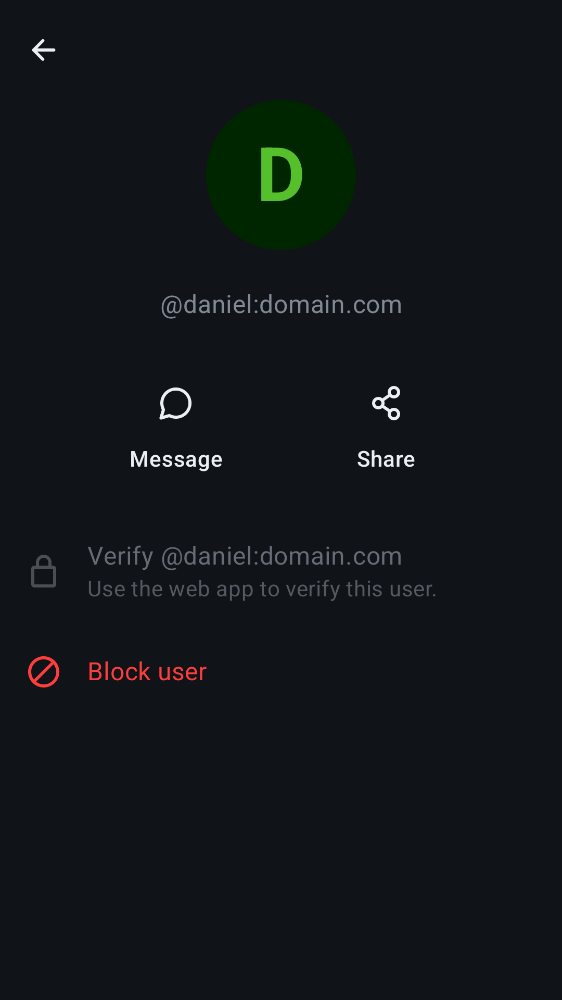 D
@daniel:domain.com
Message
Share
Verify @daniel:domain.com
Use the web app to verify this user.
Block user